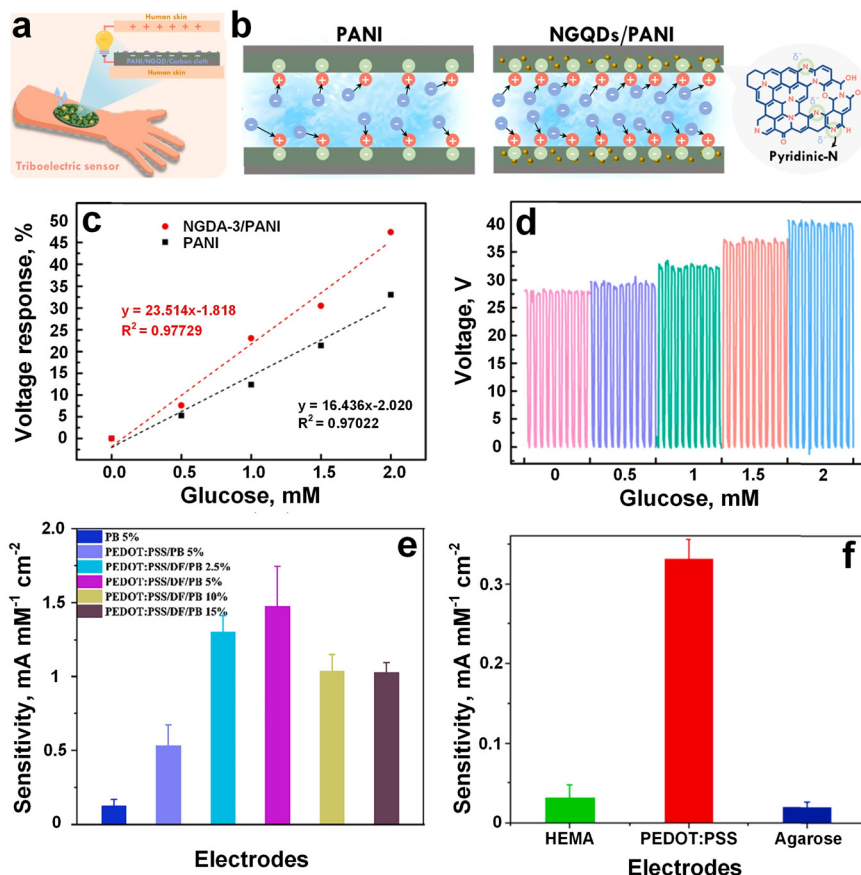 a
Human skin
PANI/NGQD/Carbon cloth
Human skin
Triboelectric sensor
b
PANI
NGQDs/PANI
δ⁻
δ⁻
δ⁻
Pyridinic-N
c
NGDA-3/PANI
PANI
y = 23.514x-1.818
R² = 0.97729
y = 16.436x-2.020
R² = 0.97022
Voltage response, %
50
45
40
35
30
25
20
15
10
5
0
0.0 0.5 1.0 1.5 2.0
Glucose, mM
d
Voltage, V
40
35
30
25
20
15
10
5
0
0 0.5 1 1.5 2
Glucose, mM
e
PB 5%
PEDOT:PSS/PB 5%
PEDOT:PSS/DF/PB 2.5%
PEDOT:PSS/DF/PB 5%
PEDOT:PSS/DF/PB 10%
PEDOT:PSS/DF/PB 15%
Sensitivity, mA mM⁻¹ cm⁻²
2.0
1.5
1
0.5
0
Electrodes
f
Sensitivity, mA mM⁻¹ cm⁻²
0.3
0.2
0.1
0
HEMA PEDOT:PSS Agarose
Electrodes